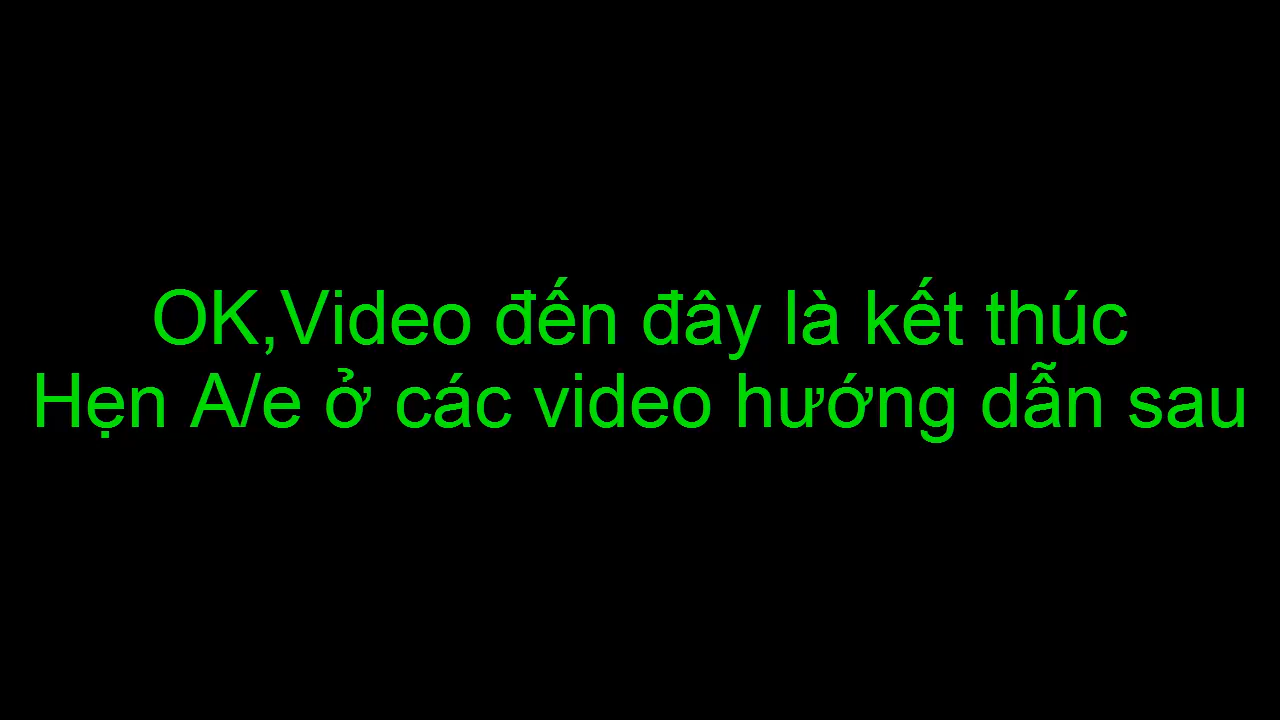 OK,Video đến đây là kết thúc
Hẹn A/e ở các video hướng dẫn sau